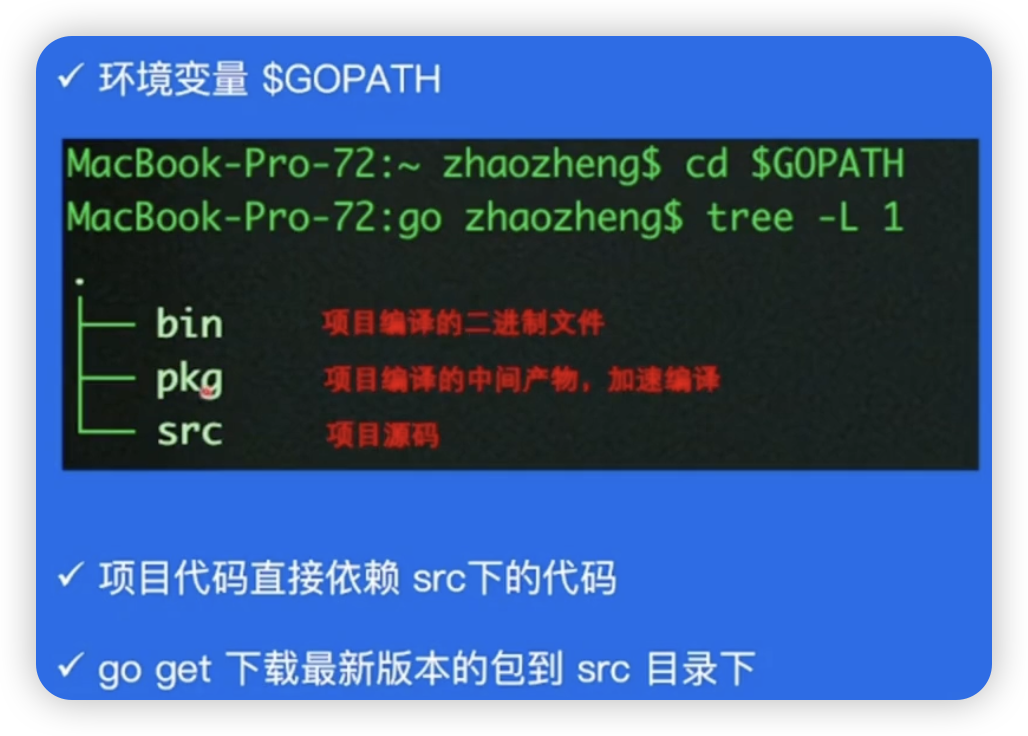 ✓ 环境变量 $GOPATH
MacBook-Pro-72:~ zhaozheng$ cd $GOPATH
MacBook-Pro-72:go zhaozheng$ tree -L 1
.
├── bin 项目编译的二进制文件
├── pkg 项目编译的中间产物，加速编译
└── src 项目源码
✓ 项目代码直接依赖 src下的代码
✓ go get 下载最新版本的包到 src 目录下